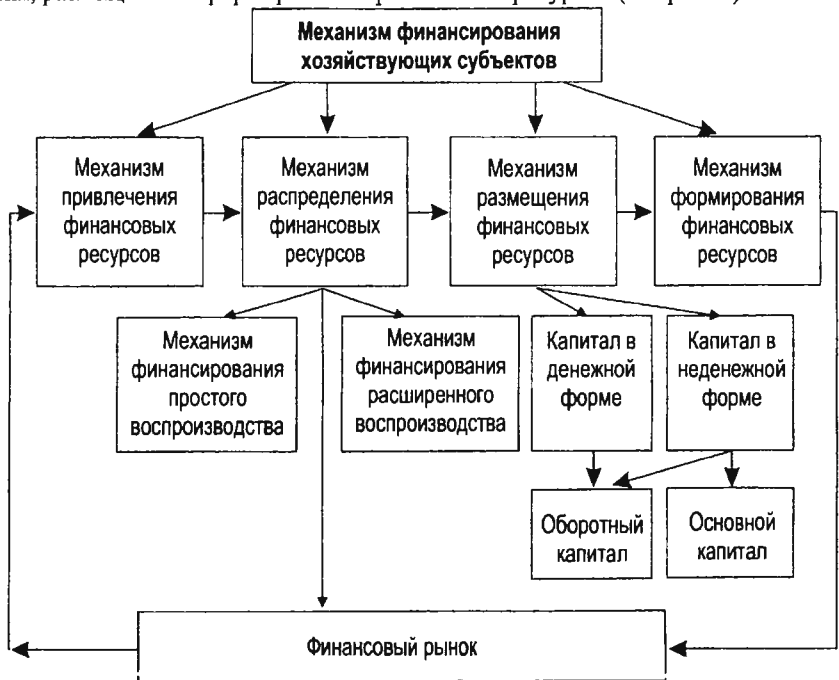 Механизм финансирования
хозяйствующих субъектов
Механизм
привлечения
финансовых
ресурсов
Механизм
распределения
финансовых
ресурсов
Механизм
размещения
финансовых
ресурсов
Механизм
формирования
финансовых
ресурсов
Механизм
финансирования
простого
воспроизводства
Механизм
финансирования
расширенного
воспроизводства
Капитал в
денежной
форме
Капитал в
неденежной
форме
Оборотный
капитал
Основной
капитал
Финансовый рынок